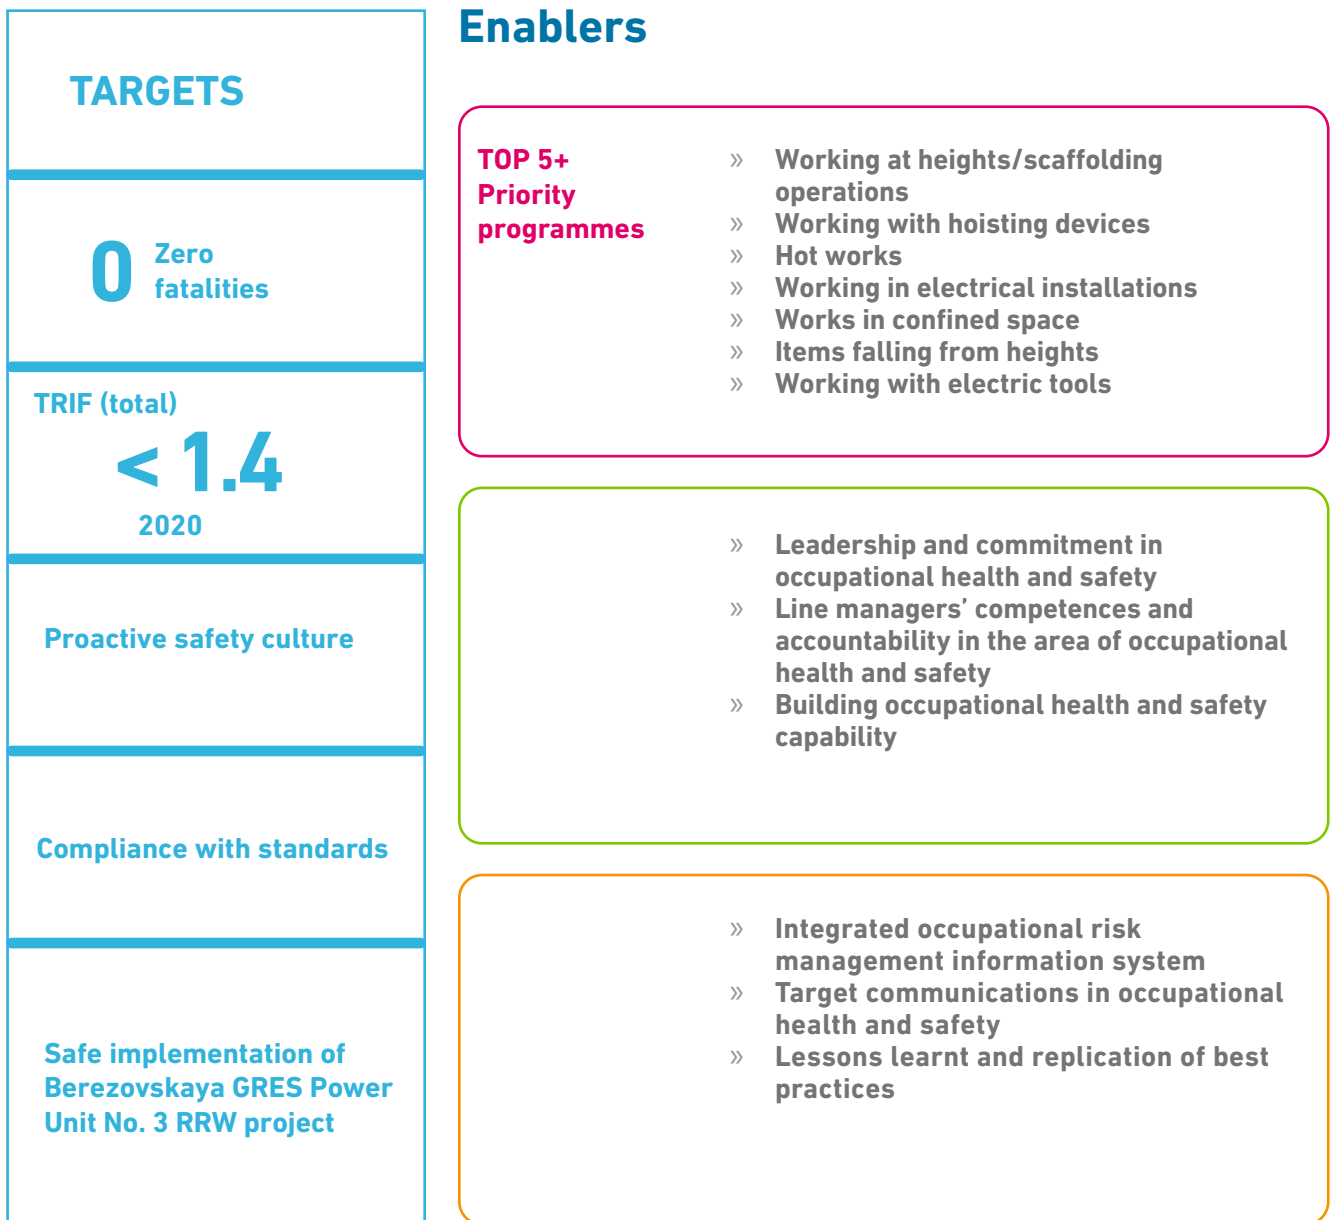 TARGETS
0 Zero
fatalities
TRIF (total)
< 1.4
2020
Proactive safety culture
Compliance with standards
Safe implementation of
Berezovskaya GRES Power
Unit No. 3 RRW project
Enablers
TOP 5+
Priority
programmes
» Working at heights/scaffolding
operations
» Working with hoisting devices
» Hot works
» Working in electrical installations
» Works in confined space
» Items falling from heights
» Working with electric tools
» Leadership and commitment in
occupational health and safety
» Line managers’ competences and
accountability in the area of occupational
health and safety
» Building occupational health and safety
capability
» Integrated occupational risk
management information system
» Target communications in occupational
health and safety
» Lessons learnt and replication of best
practices